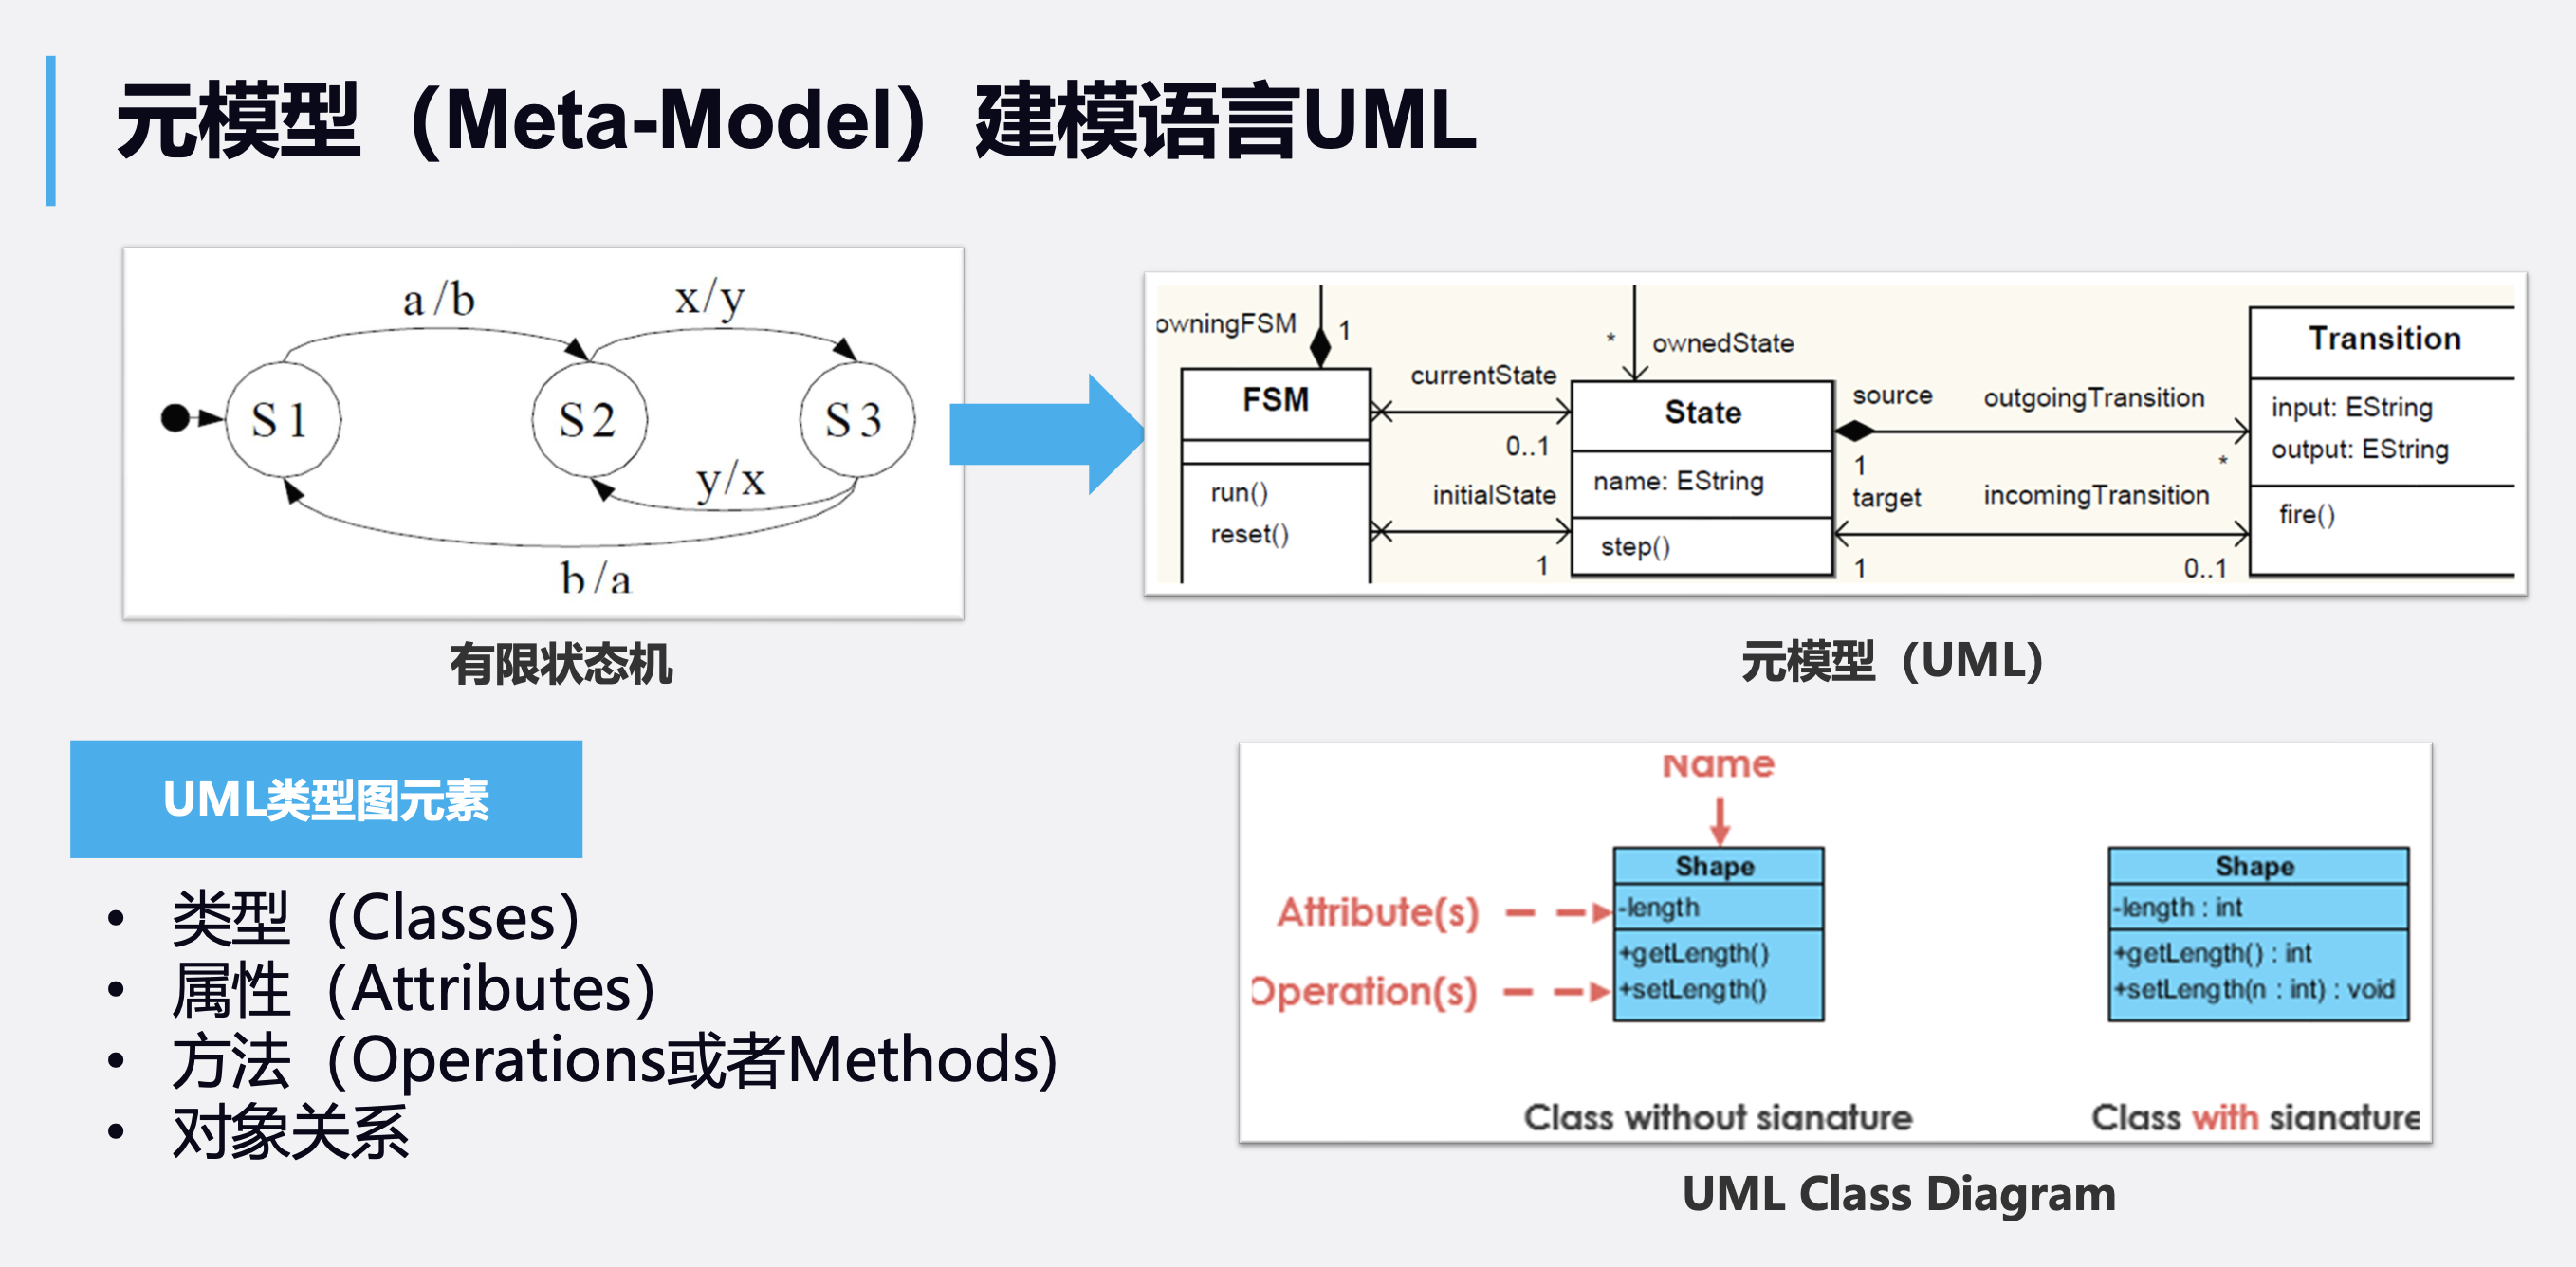 元模型（Meta-Model）建模语言UML
a/b
x/y
S1
S2
S3
y/x
b/a
有限状态机
owningFSM
1
*
ownedState
FSM
run()
reset()
currentState
0..1
initialState
1
State
name: EString
step()
source
outgoingTransition
1
*
target
incomingTransition
1
0..1
Transition
input: EString
output: EString
fire()
元模型（UML）
UML类型图元素
• 类型（Classes）
• 属性（Attributes）
• 方法（Operations或者Methods)
• 对象关系
Name
Attribute(s)
Operation(s)
Shape
-length
+getLength()
+setLength()
Class without signature
Shape
-length : int
+getLength() : int
+setLength(n : int) : void
Class with signature
UML Class Diagram